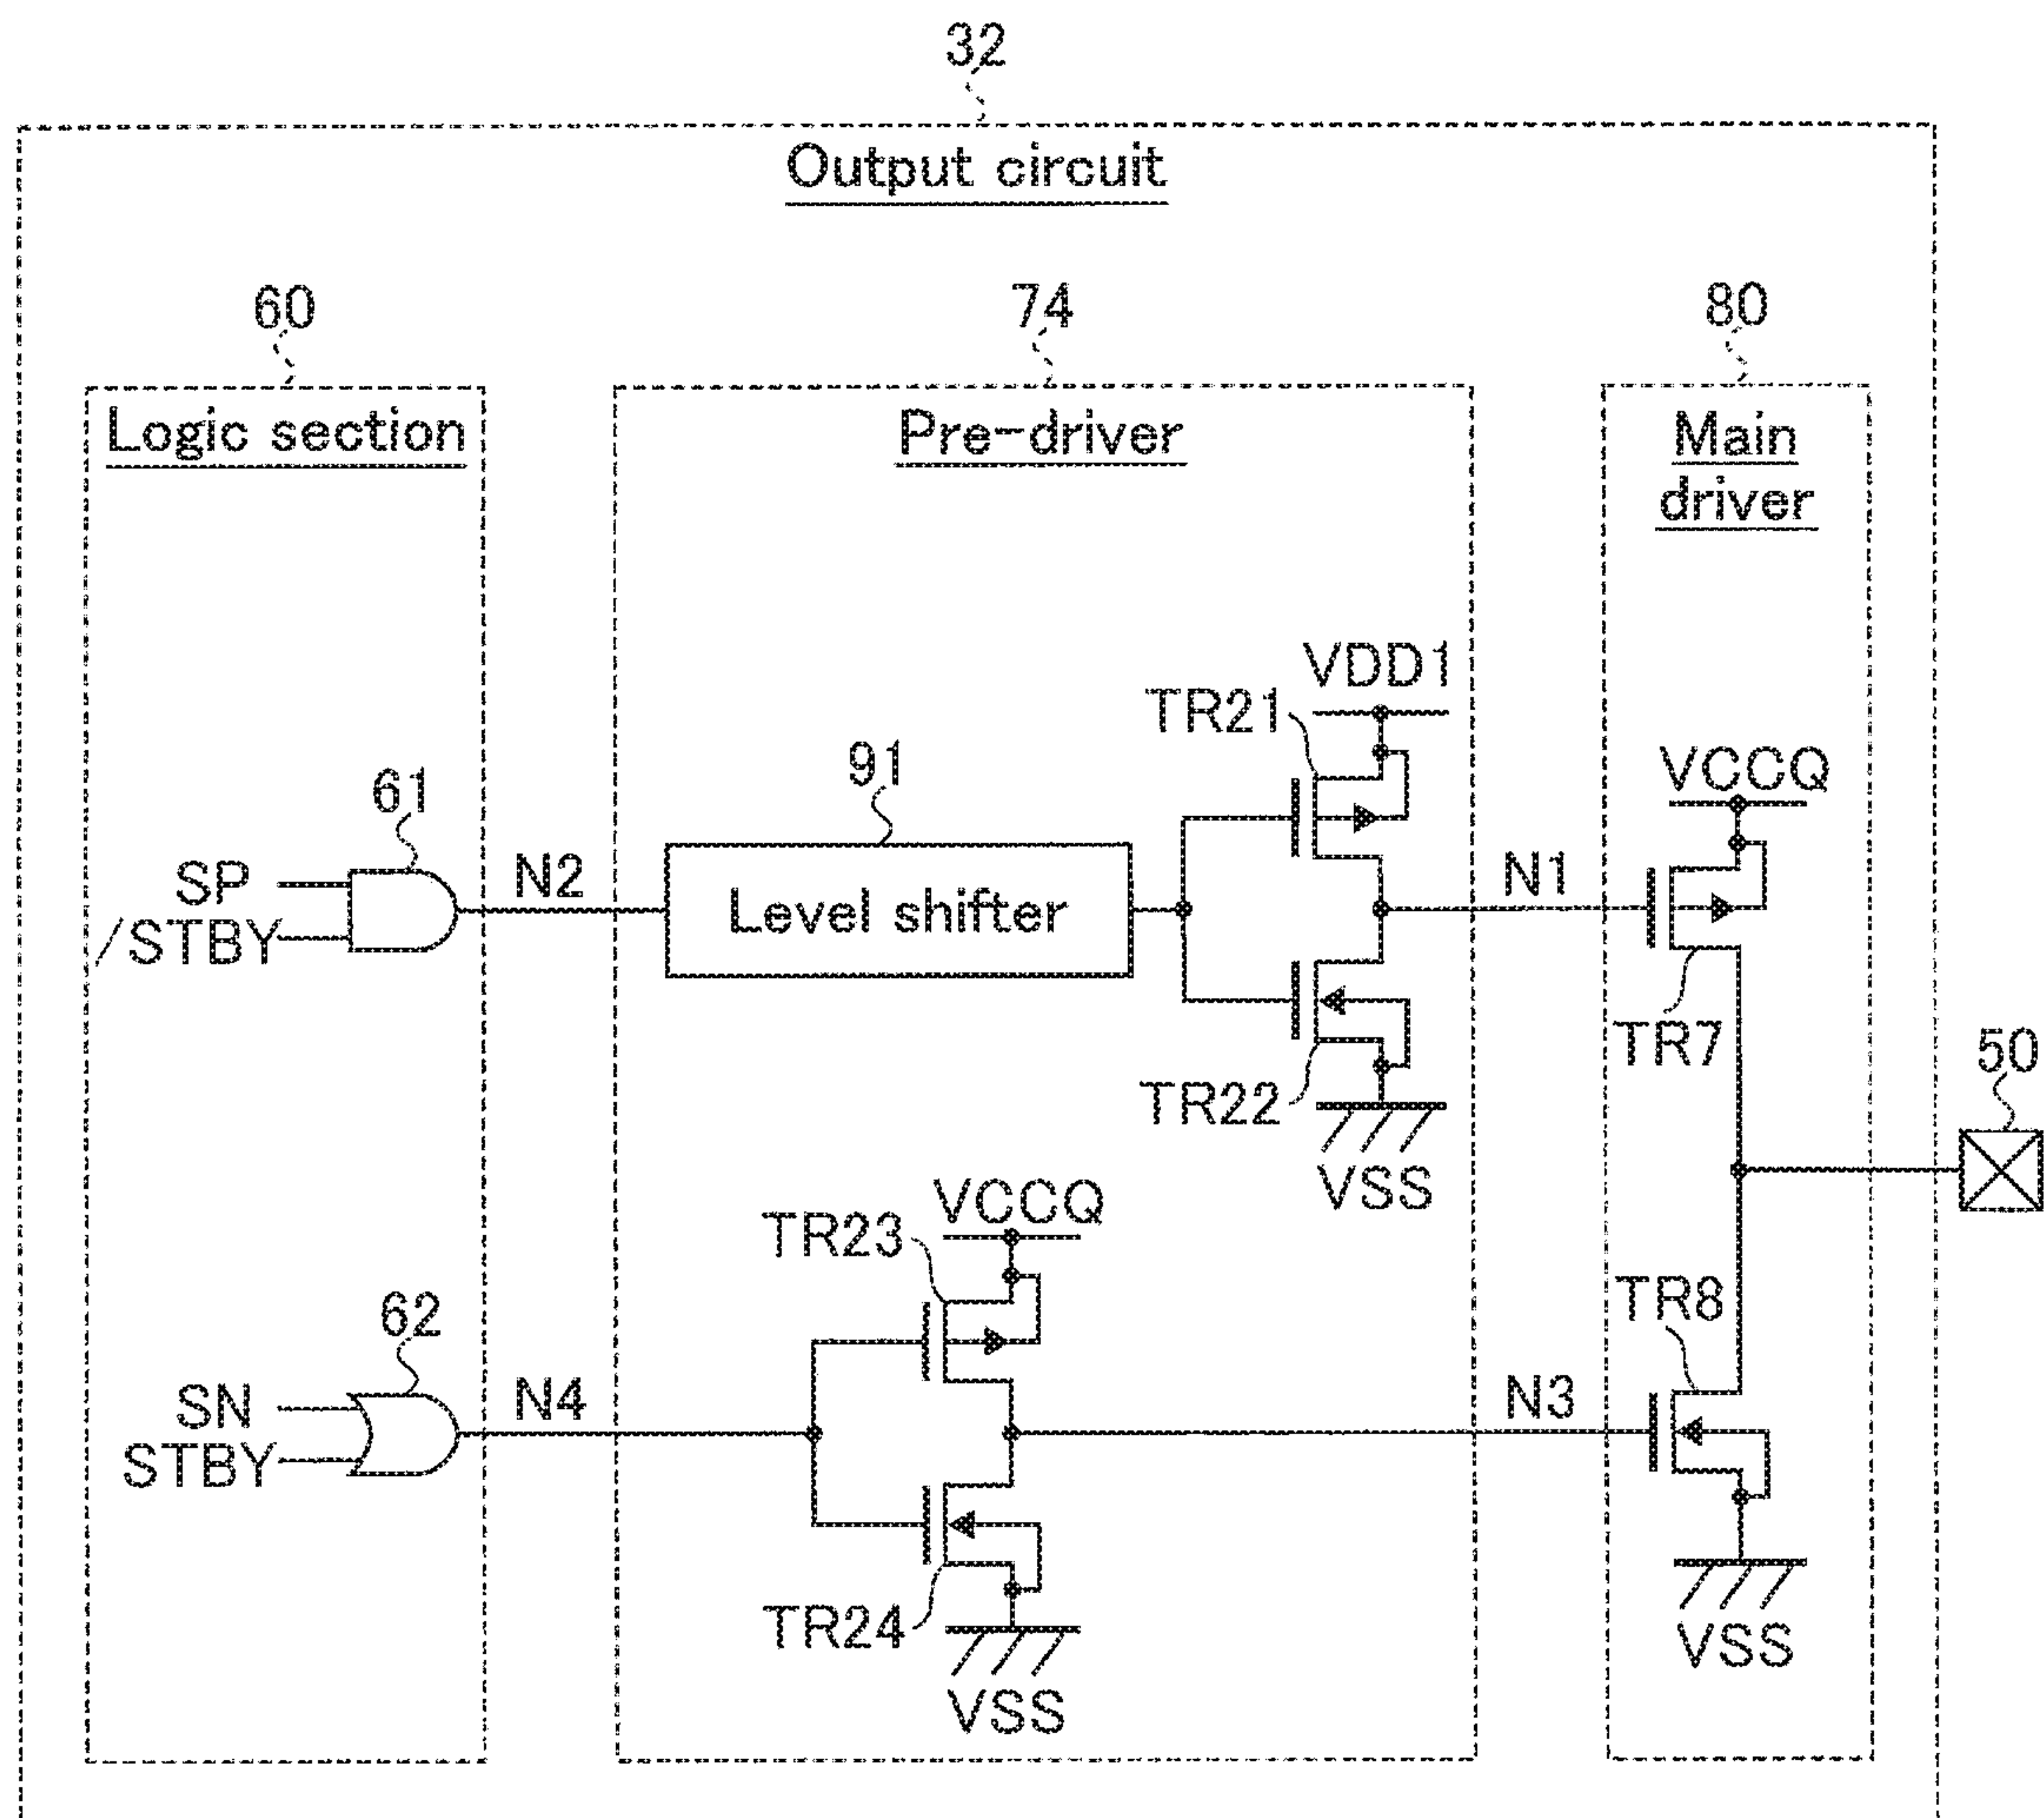 32
Output circuit
60
74
80
Logic section
Pre-driver
Main
driver
VDD1
TR21
VCCQ
91
61
SP
/STBY
N2
Level shifter
N1
TR7
TR22
VSS
50
VCCQ
TR23
TR8
62
SN
STBY
N4
N3
TR24
VSS
VSS